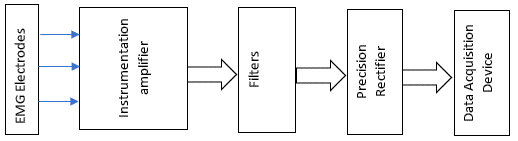 EMG Electrodes
Instrumentation
amplifier
Filters
Precision
Rectifier
Data Acquisition
Device